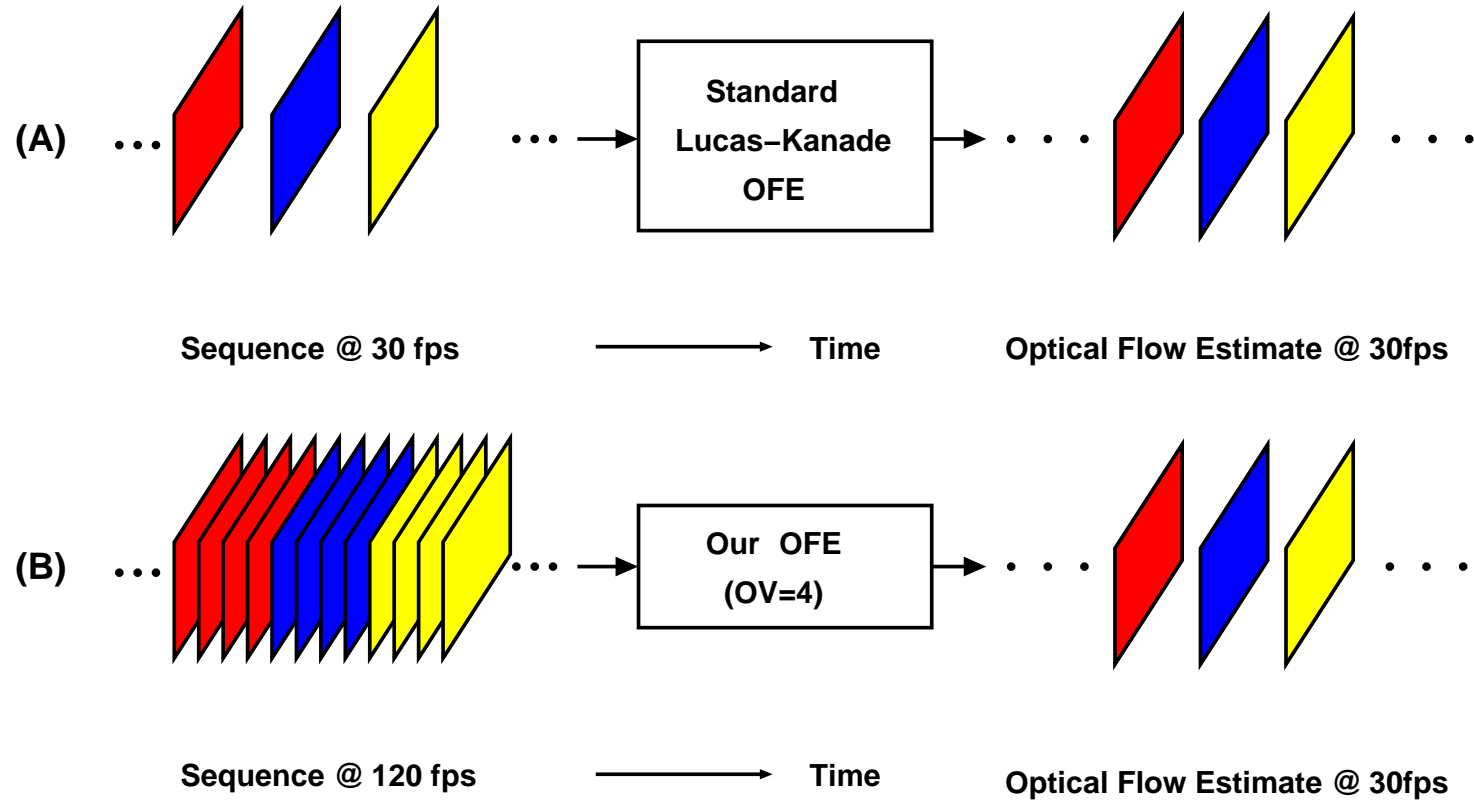 (A)
Standard
Lucas–Kanade
OFE
Sequence @ 30 fps
Time
Optical Flow Estimate @ 30fps
(B)
Our OFE
(OV=4)
Sequence @ 120 fps
Time
Optical Flow Estimate @ 30fps